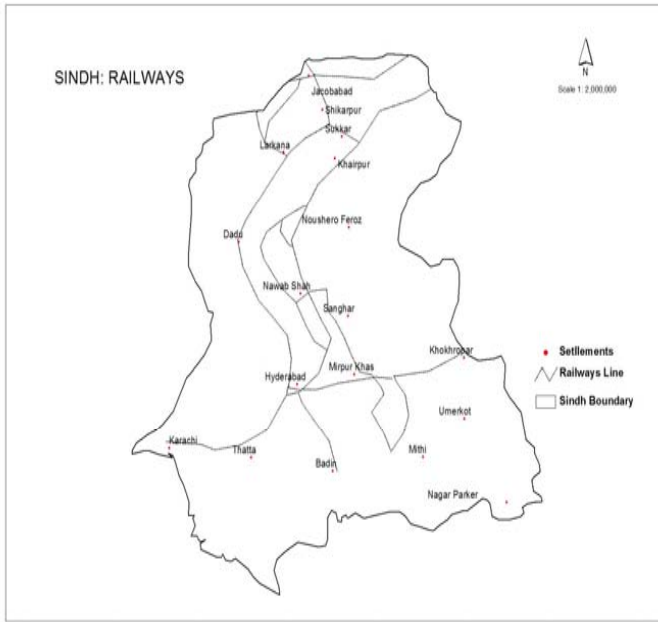 SINDH: RAILWAYS
N
Scale 1: 2,000,000
Jacobabad
Shikarpur
Sukkar
Larkana
Khairpur
Noushero Feroz
Dadu
Nawab Shah
Sanghar
Khokhropar
Setllements
Mirpur Khas
Railways Line
Hyderabad
Sindh Boundary
Umerkot
Karachi
Thatta
Badin
Mithi
Nagar Parker